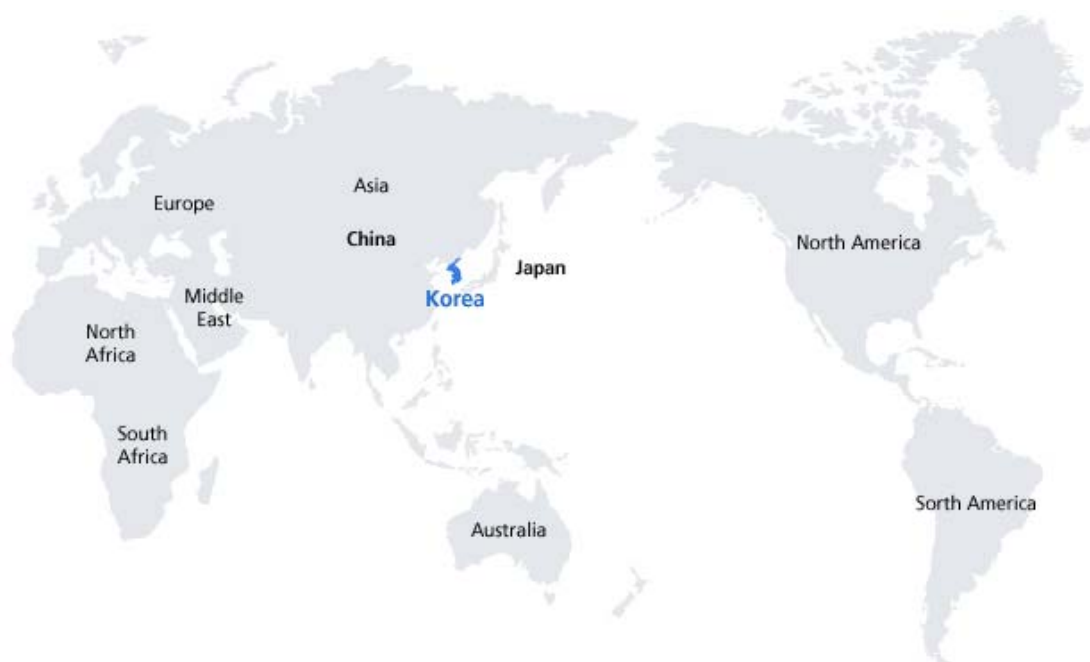 Asia
Europe
China
North America
Japan
Korea
Middle
East
North
Africa
South
Africa
Sorth America
Australia